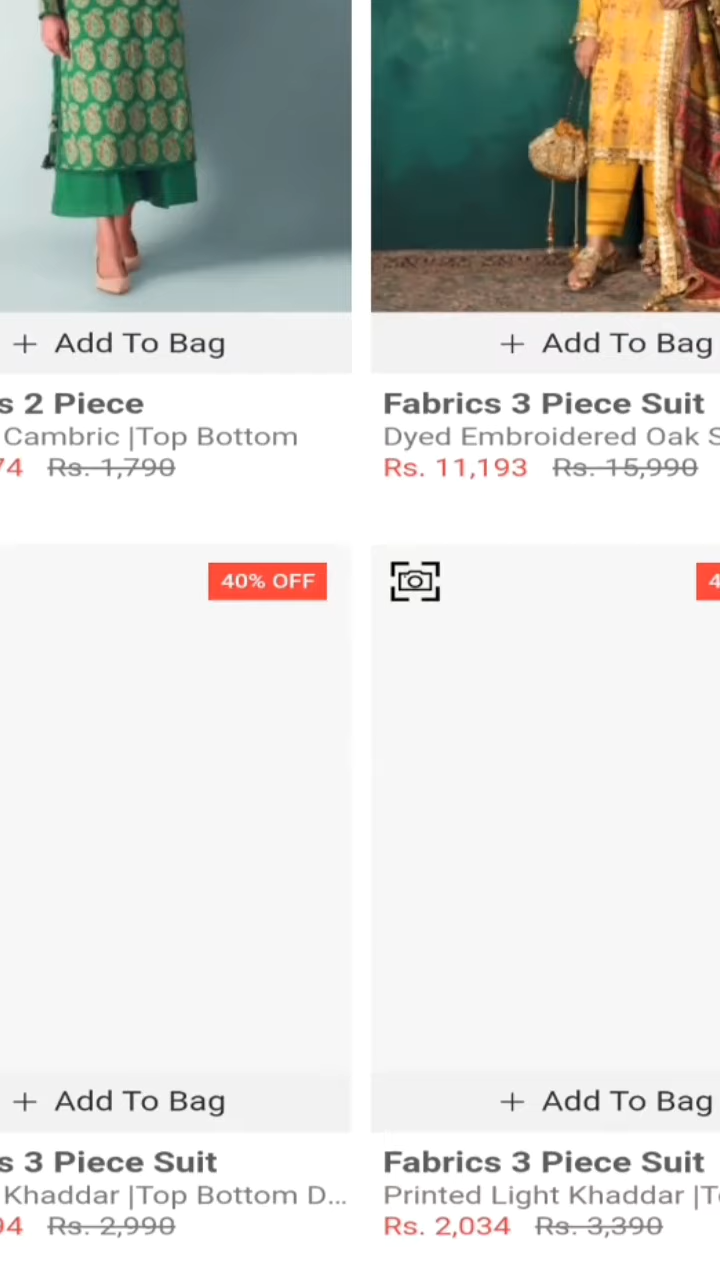 + Add To Bag
+ Add To Bag
s 2 Piece
Cambric |Top Bottom
74 Rs. 1,790
Fabrics 3 Piece Suit
Dyed Embroidered Oak S
Rs. 11,193 Rs. 15,990
40% OFF
4
+ Add To Bag
+ Add To Bag
s 3 Piece Suit
Khaddar |Top Bottom D...
94 Rs. 2,990
Fabrics 3 Piece Suit
Printed Light Khaddar |T
Rs. 2,034 Rs. 3,390